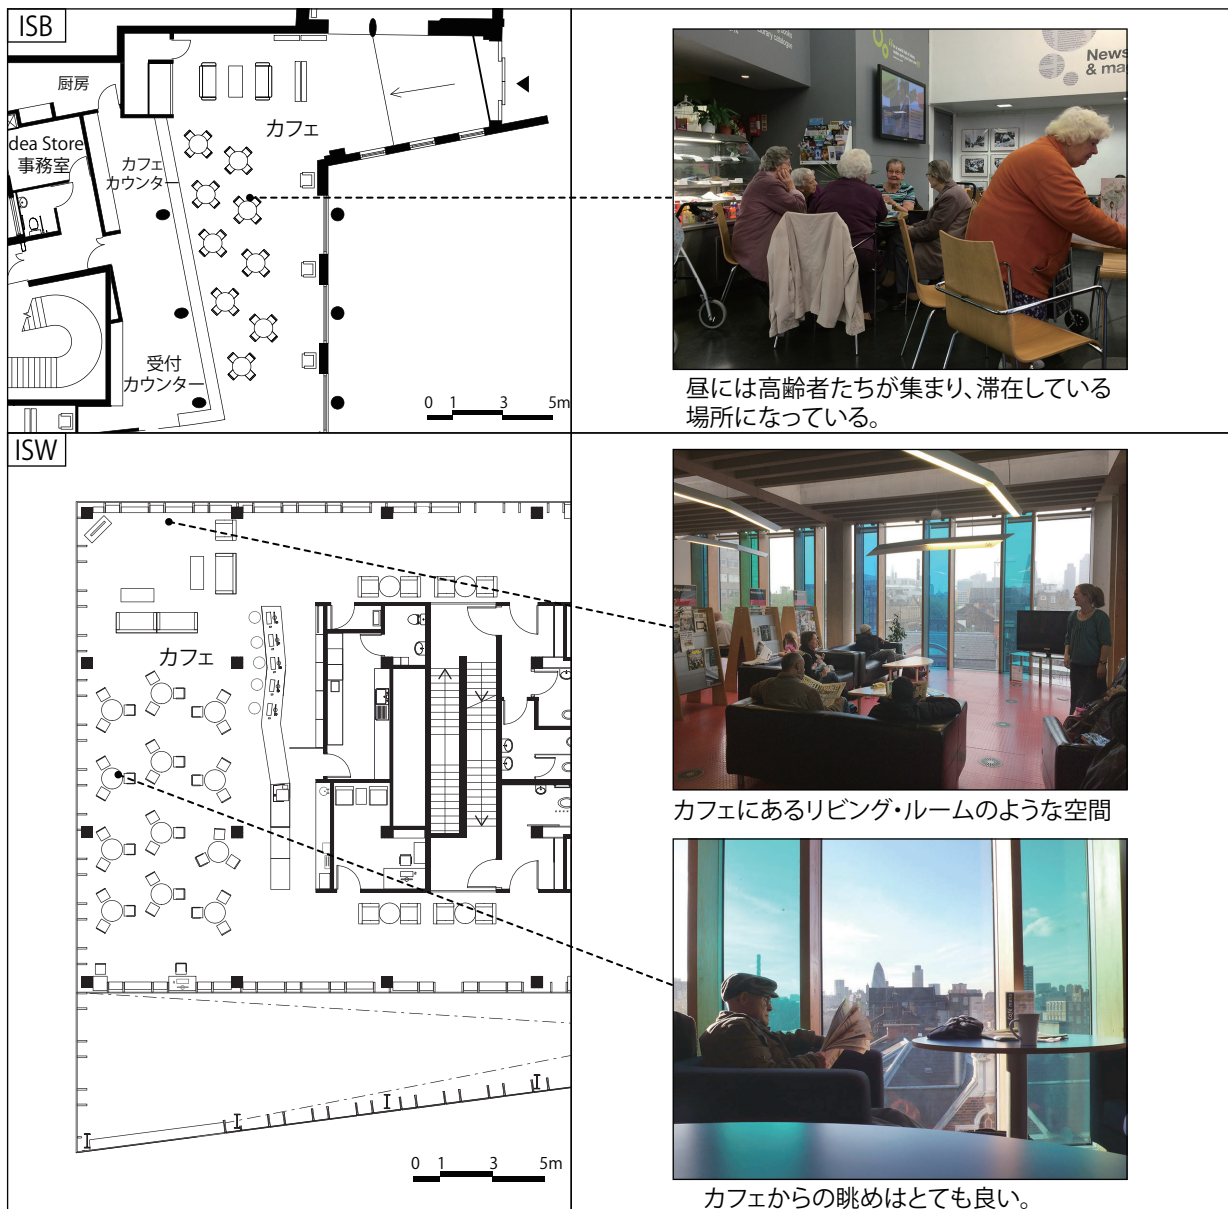 ISB
厨房
dea Store
事務室
カフェ
カフェ
カウンター
受付
カウンター
0 1 3 5m
News
& ma
昼には高齢者たちが集まり、滞在している
場所になっている。
ISW
カフェ
0 1 3 5m
カフェにあるリビング・ルームのような空間
カフェからの眺めはとても良い。